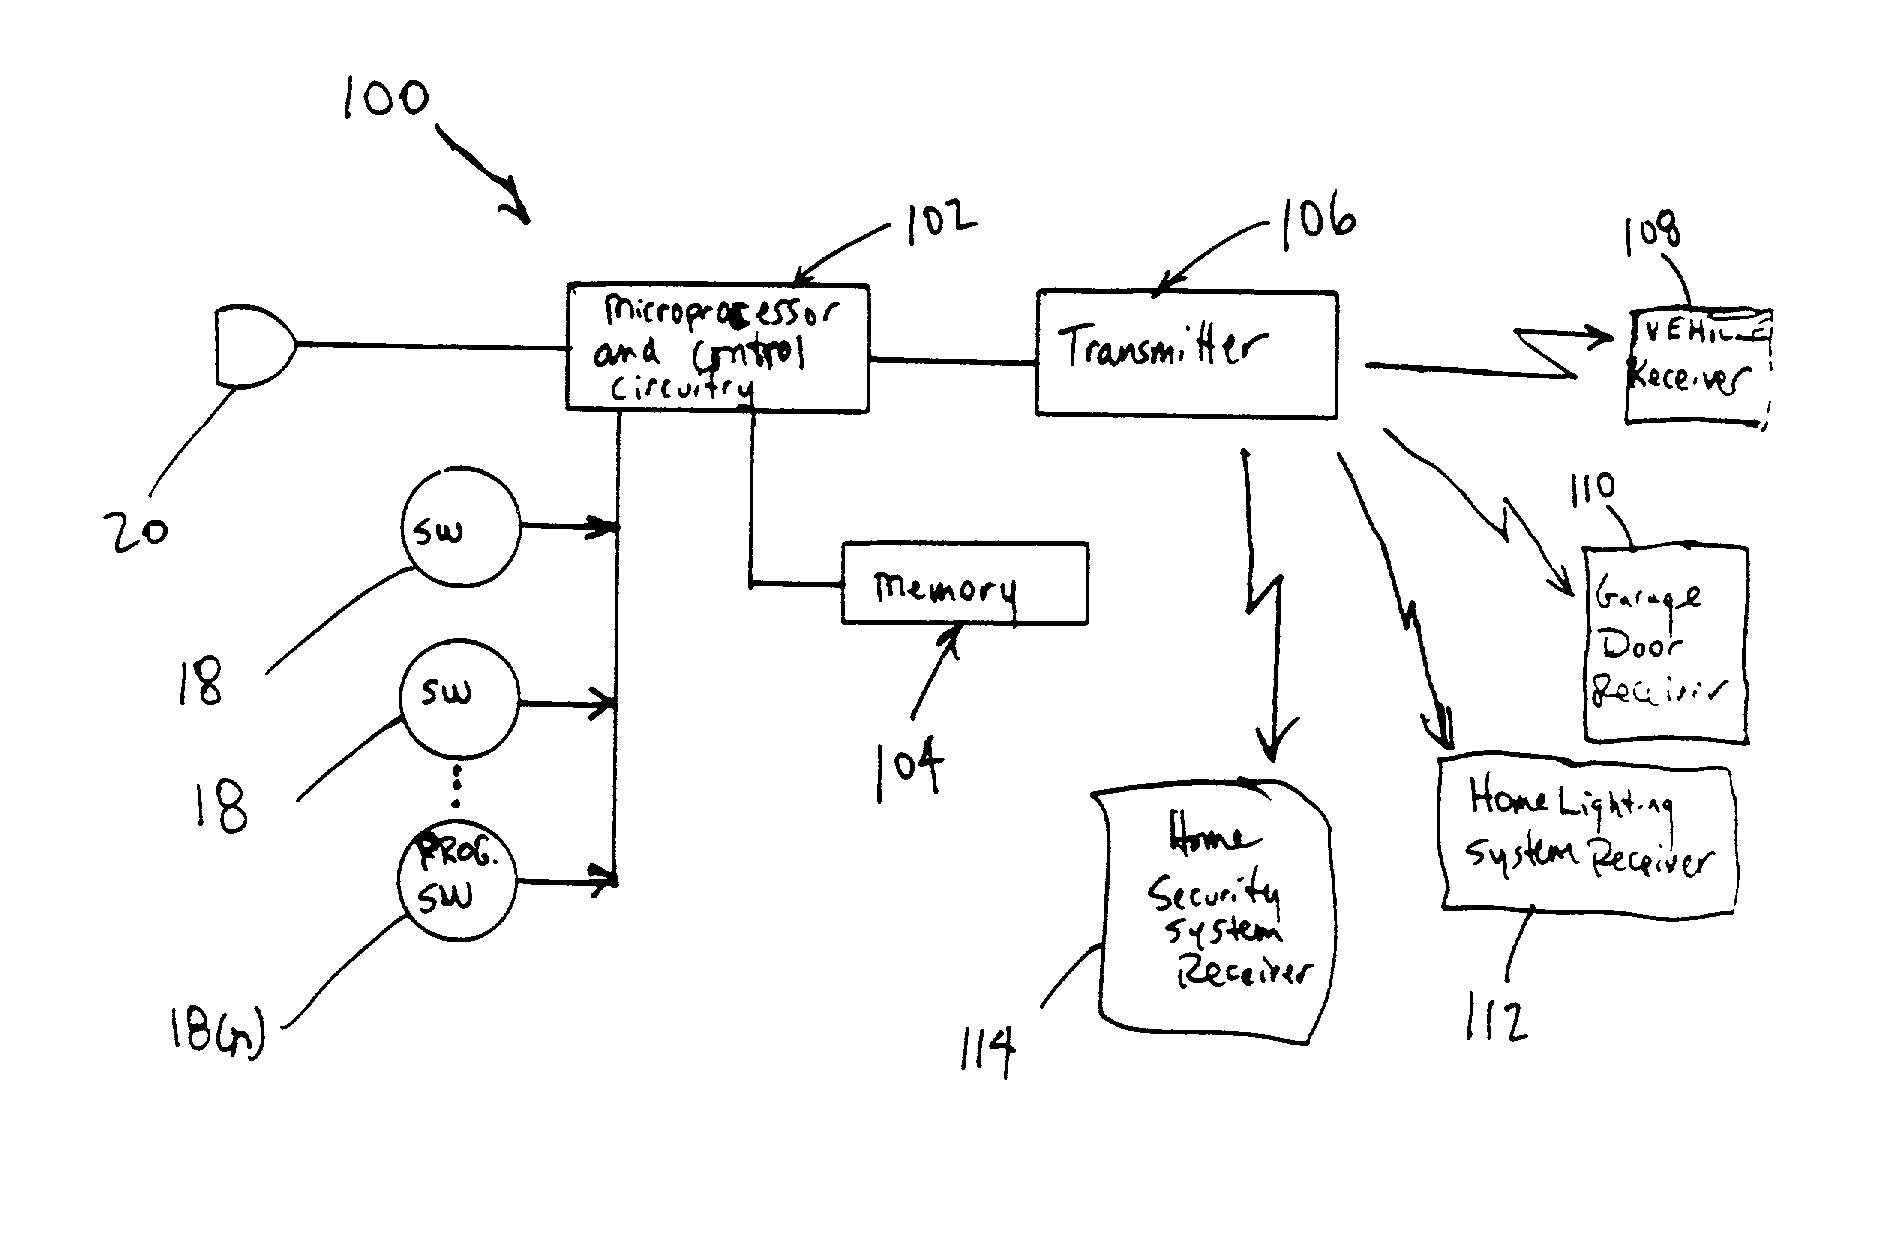 100
102
106
108
Microprocessor
and Control
Circuitry
Transmitter
VEHICLE
Receiver
20
SW
18
Memory
104
110
Garage
Door
Receiver
SW
18
PROG.
SW
18(n)
Home Lighting
System Receiver
112
Home
Security
System
Receiver
114